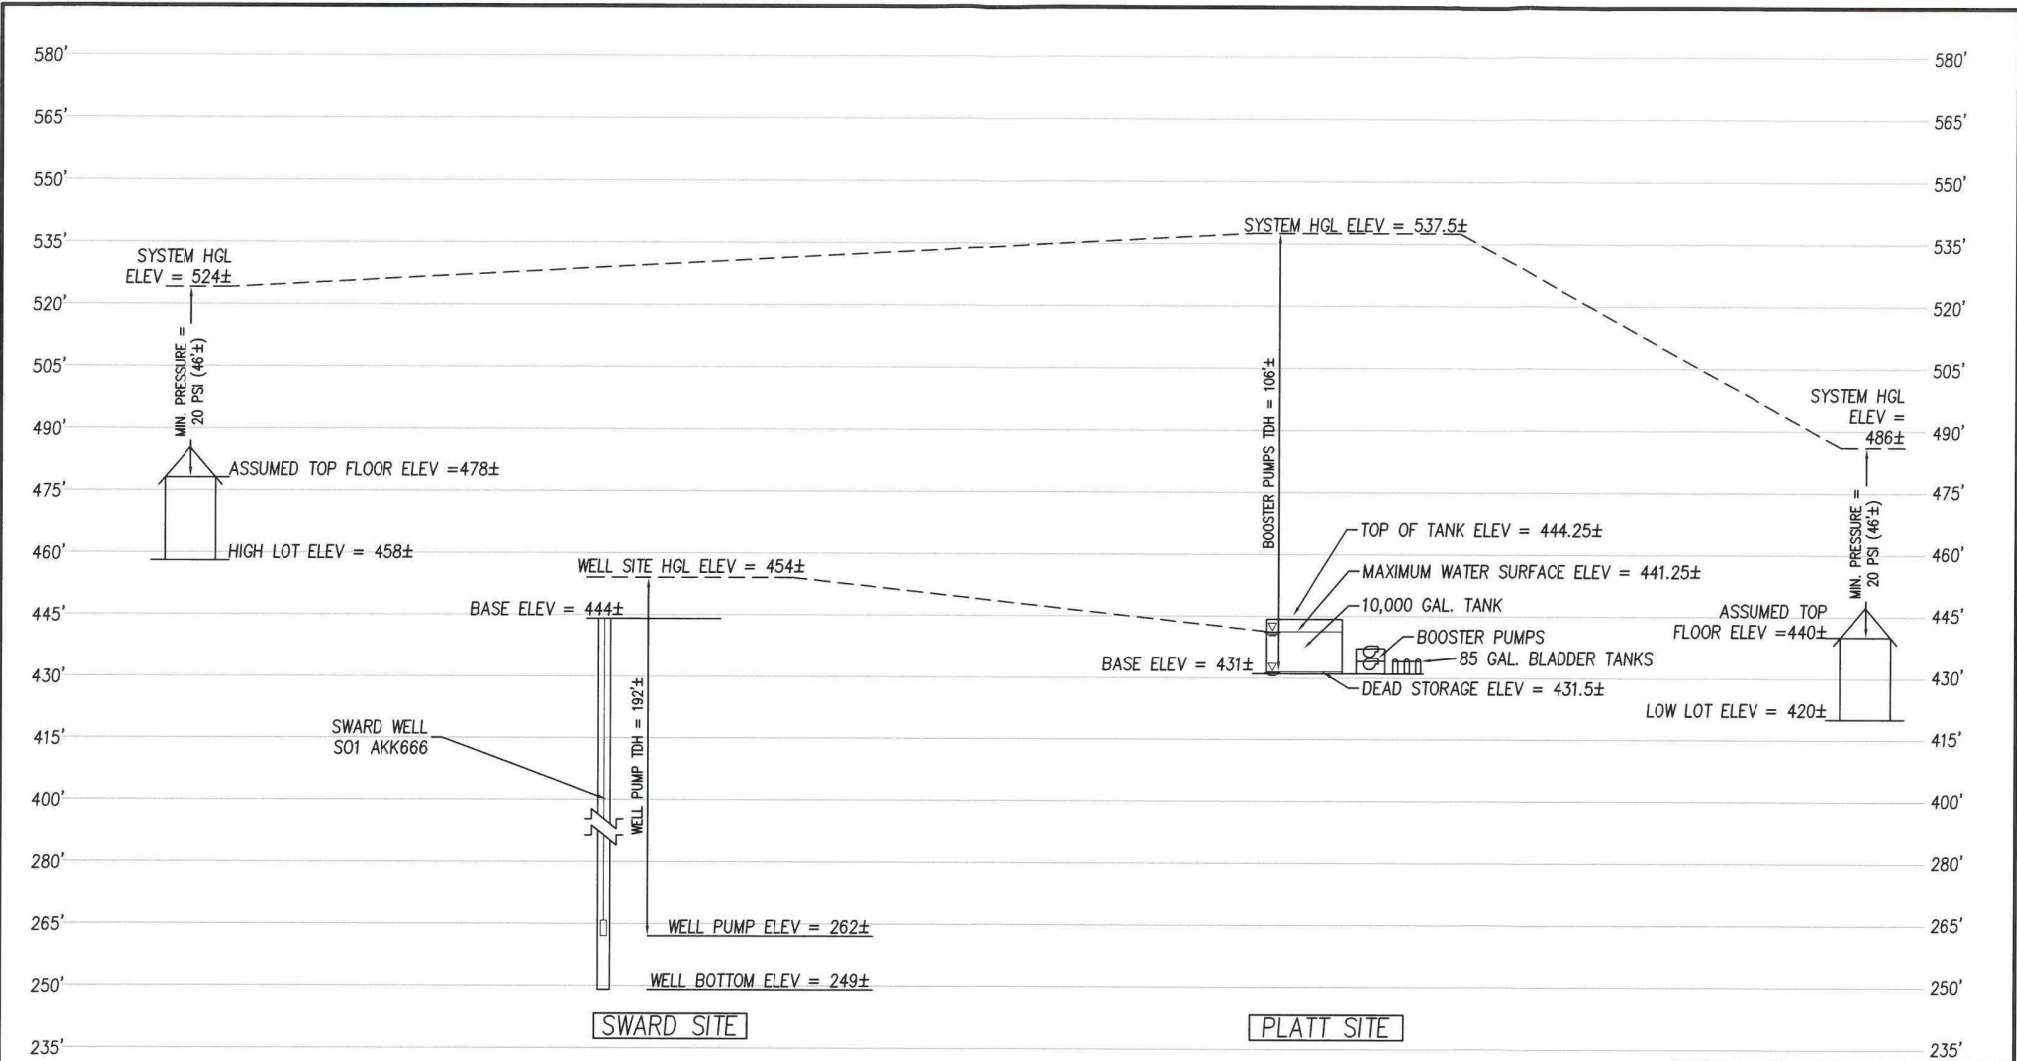 580'
580'
565'
565'
550'
550'
535'
535'
520'
520'
505'
505'
490'
490'
475'
475'
460'
460'
445'
445'
430'
430'
415'
415'
400'
400'
280'
280'
265'
265'
250'
250'
235'
235'
SYSTEM HGL
ELEV = 524±
MIN. PRESSURE =
20 PSI (46'±)
ASSUMED TOP FLOOR ELEV =478±
HIGH LOT ELEV = 458±
WELL SITE HGL ELEV = 454±
BASE ELEV = 444±
SWARD WELL
SO1 AKK666
WELL PUMP TDH = 192'±
WELL PUMP ELEV = 262±
WELL BOTTOM ELEV = 249±
SWARD SITE
SYSTEM HGL ELEV = 537.5±
BOOSTER PUMPS TDH = 106'±
TOP OF TANK ELEV = 444.25±
MAXIMUM WATER SURFACE ELEV = 441.25±
10,000 GAL. TANK
BOOSTER PUMPS
85 GAL. BLADDER TANKS
BASE ELEV = 431±
DEAD STORAGE ELEV = 431.5±
PLATT SITE
SYSTEM HGL
ELEV =
486±
MIN. PRESSURE =
20 PSI (46'±)
ASSUMED TOP
FLOOR ELEV =440±
LOW LOT ELEV = 420±